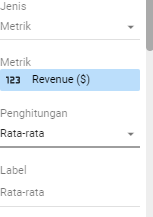 Jenis
Metrik
Metrik
123 Revenue ($)
Penghitungan
Rata-rata
Label
Rata-rata